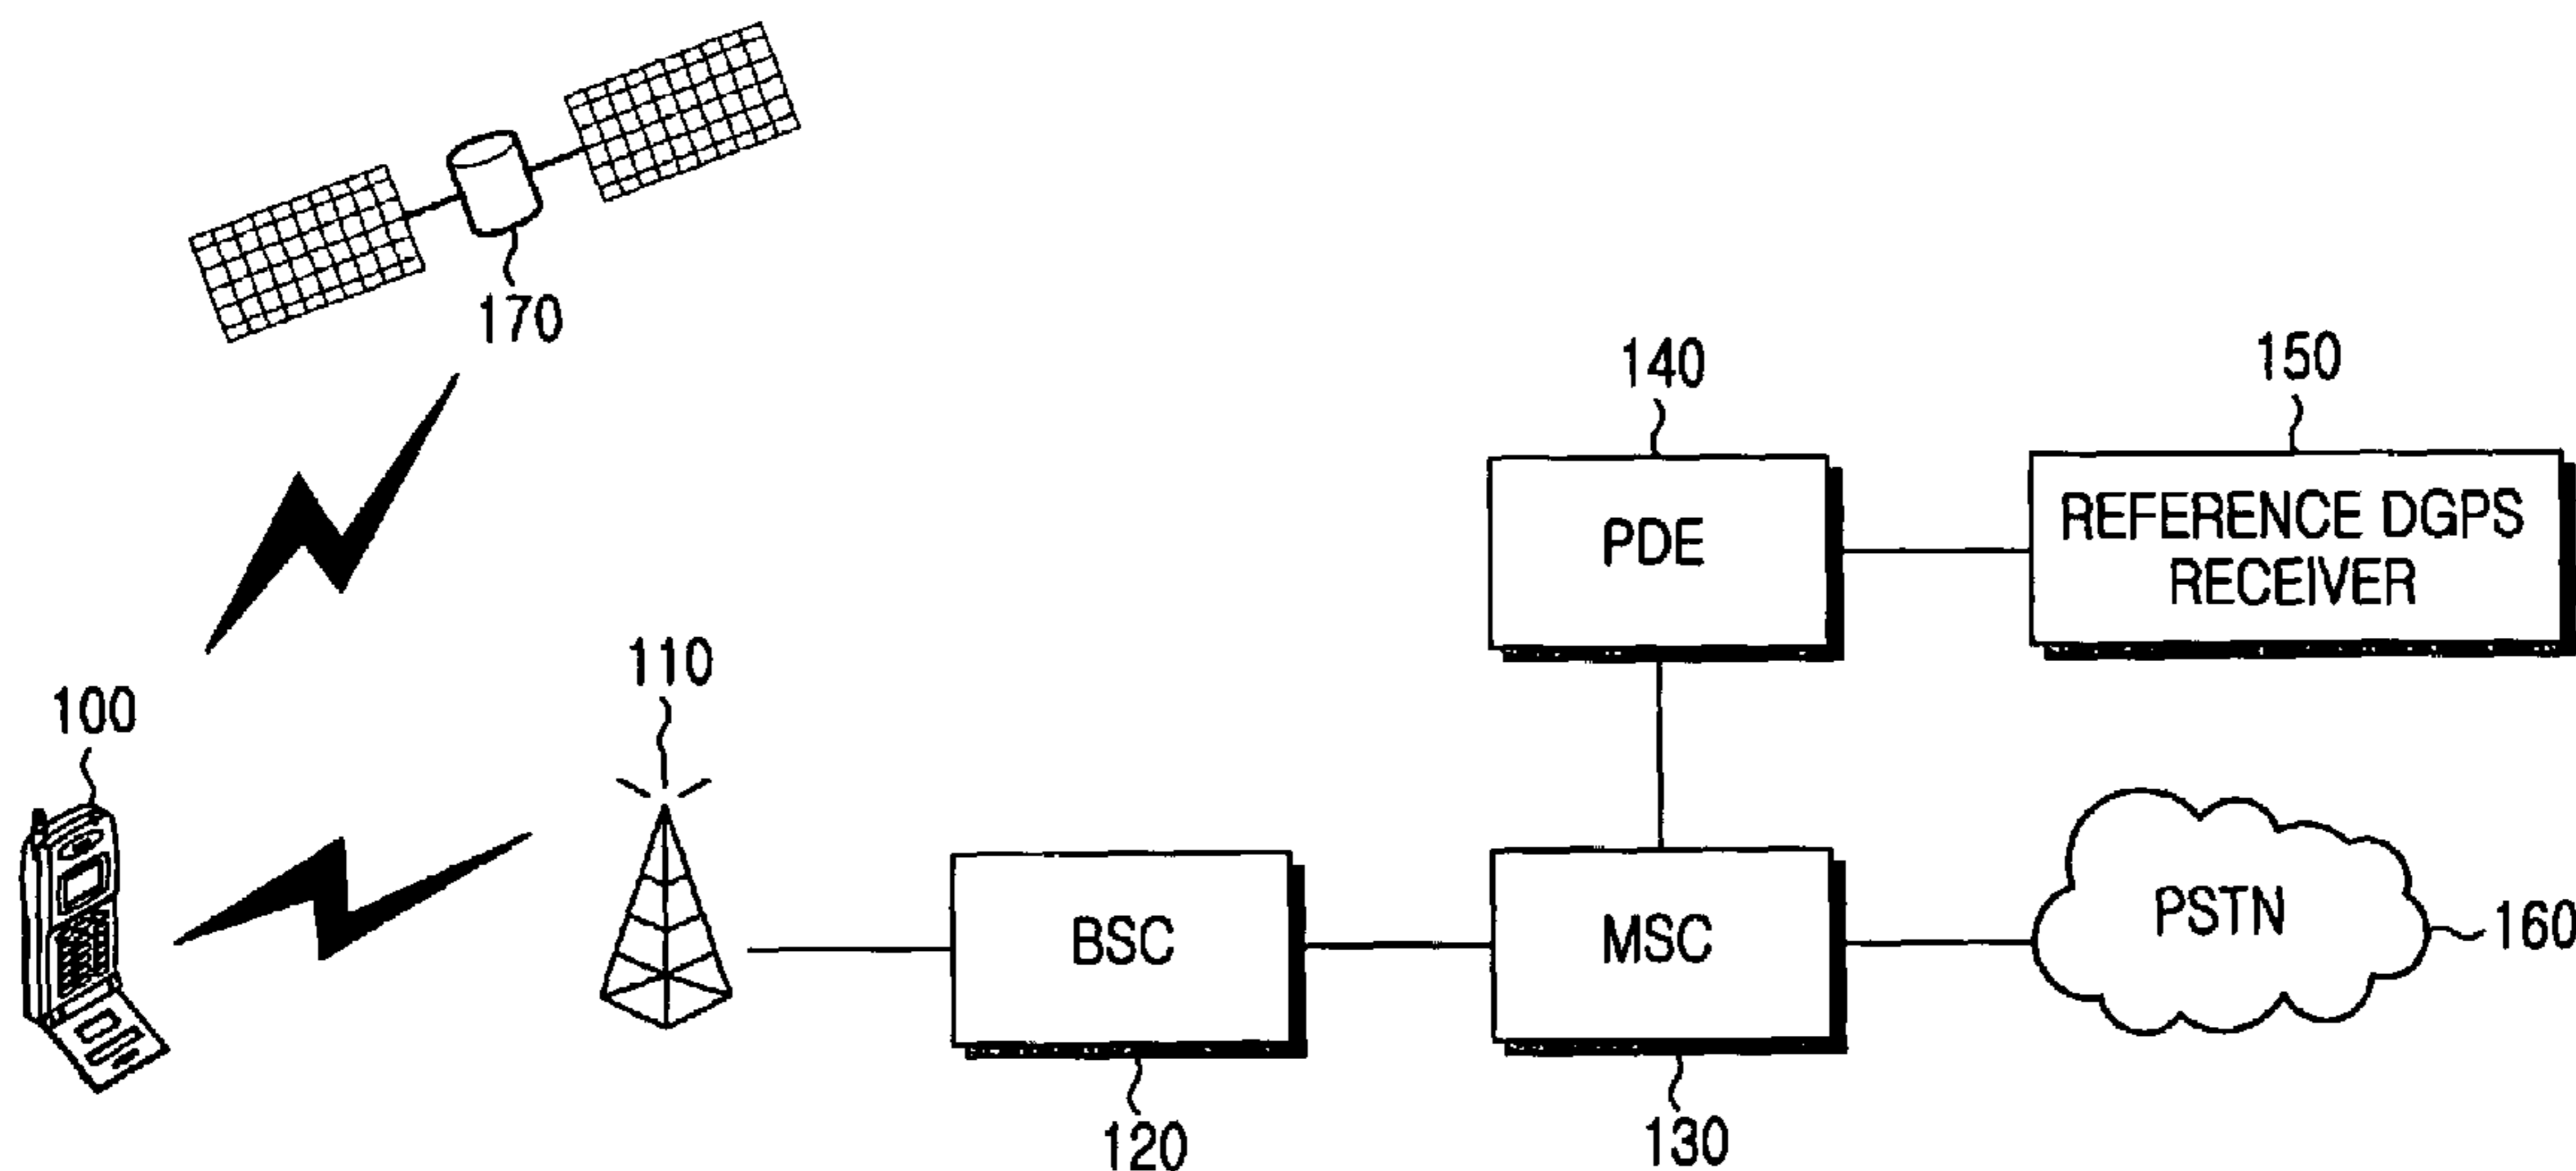 170
140
150
PDE
REFERENCE DGPS
RECEIVER
110
100
BSC
MSC
PSTN
160
120
130